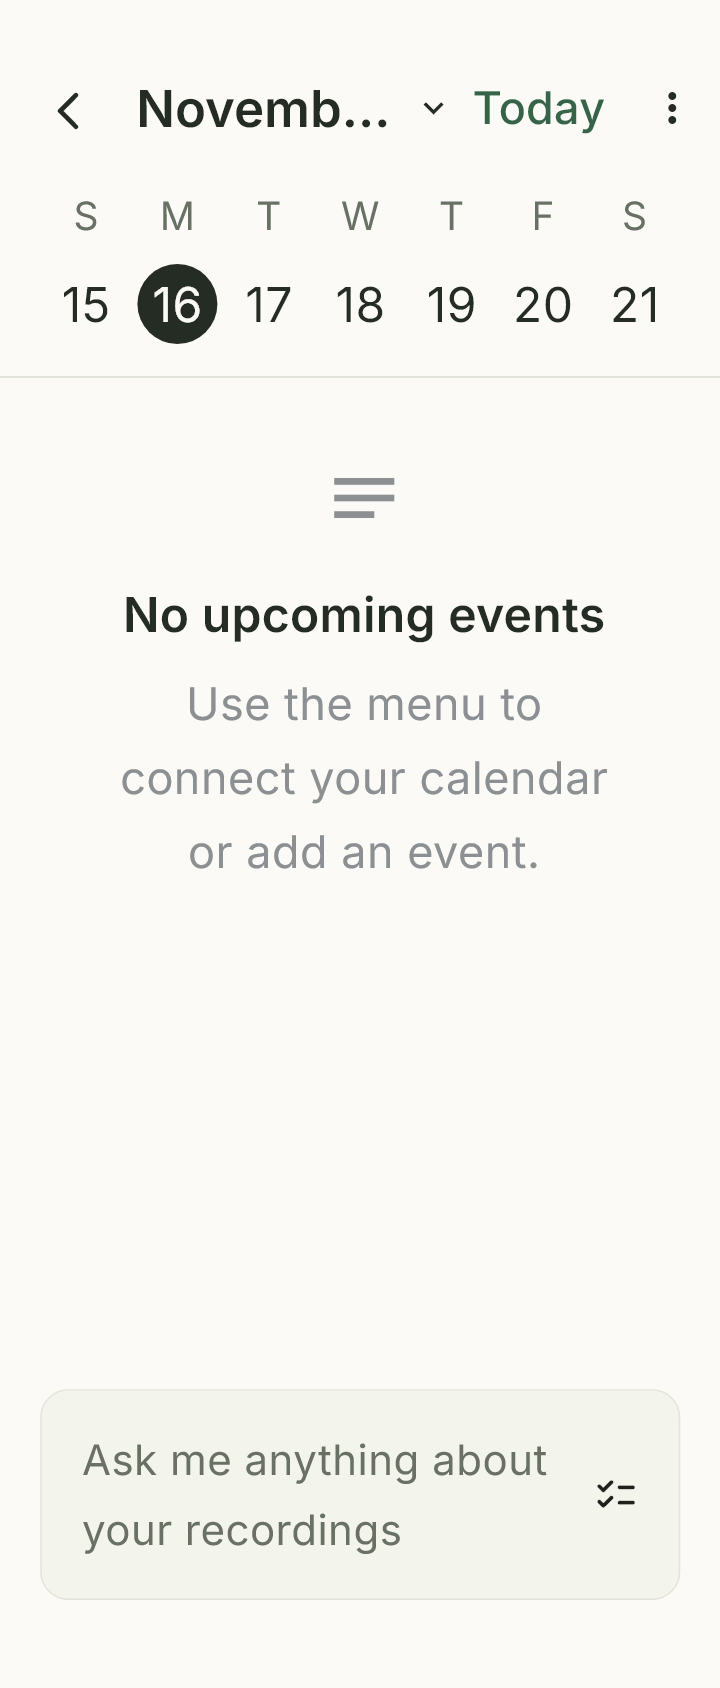 Novemb... Today
S M T W T F S
15 16 17 18 19 20 21
No upcoming events
Use the menu to
connect your calendar
or add an event.
Ask me anything about
your recordings